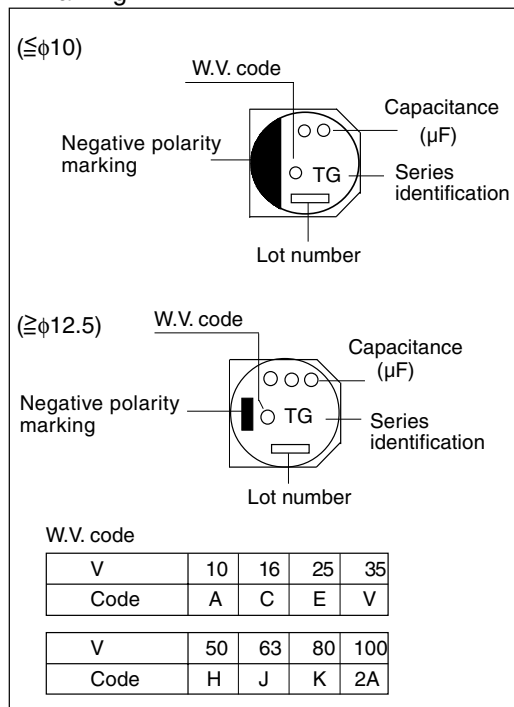 (≦ϕ10)
W.V. code
Capacitance
(µF)
Negative polarity
marking
TG
Series
identification
Lot number
(≧ϕ12.5)
W.V. code
Capacitance
(µF)
Negative polarity
marking
TG
Series
identification
Lot number
W.V. code
V 10 16 25 35
Code A C E V
V 50 63 80 100
Code H J K 2A